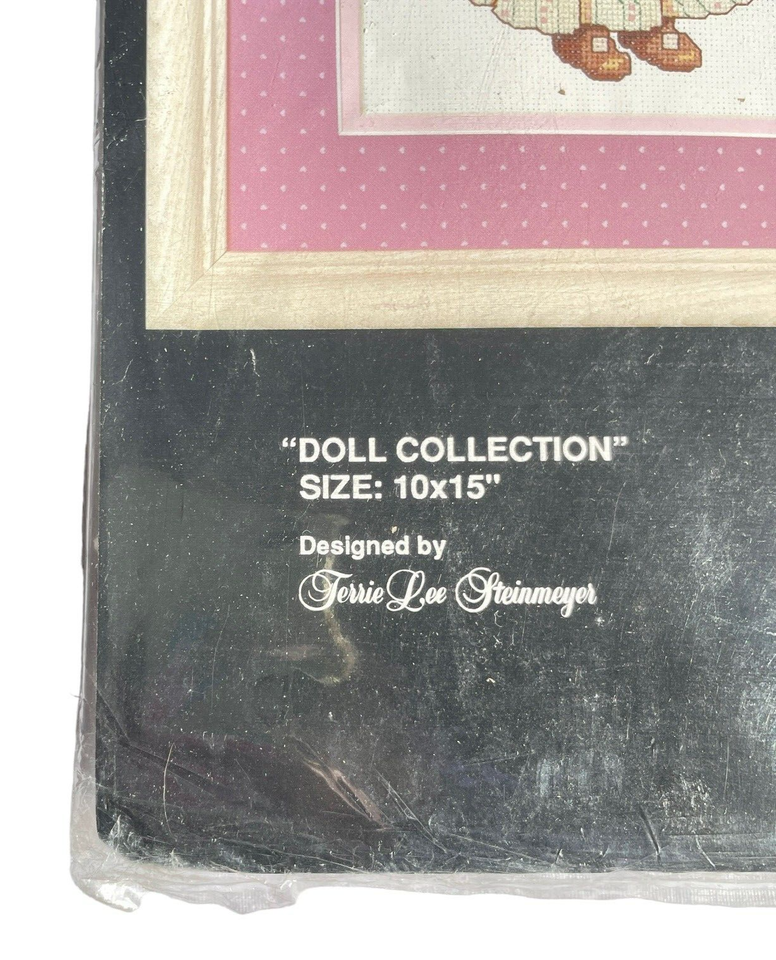 “DOLL COLLECTION”
SIZE: 10x15"
Designed by
Terrie Lee Steinmeyer